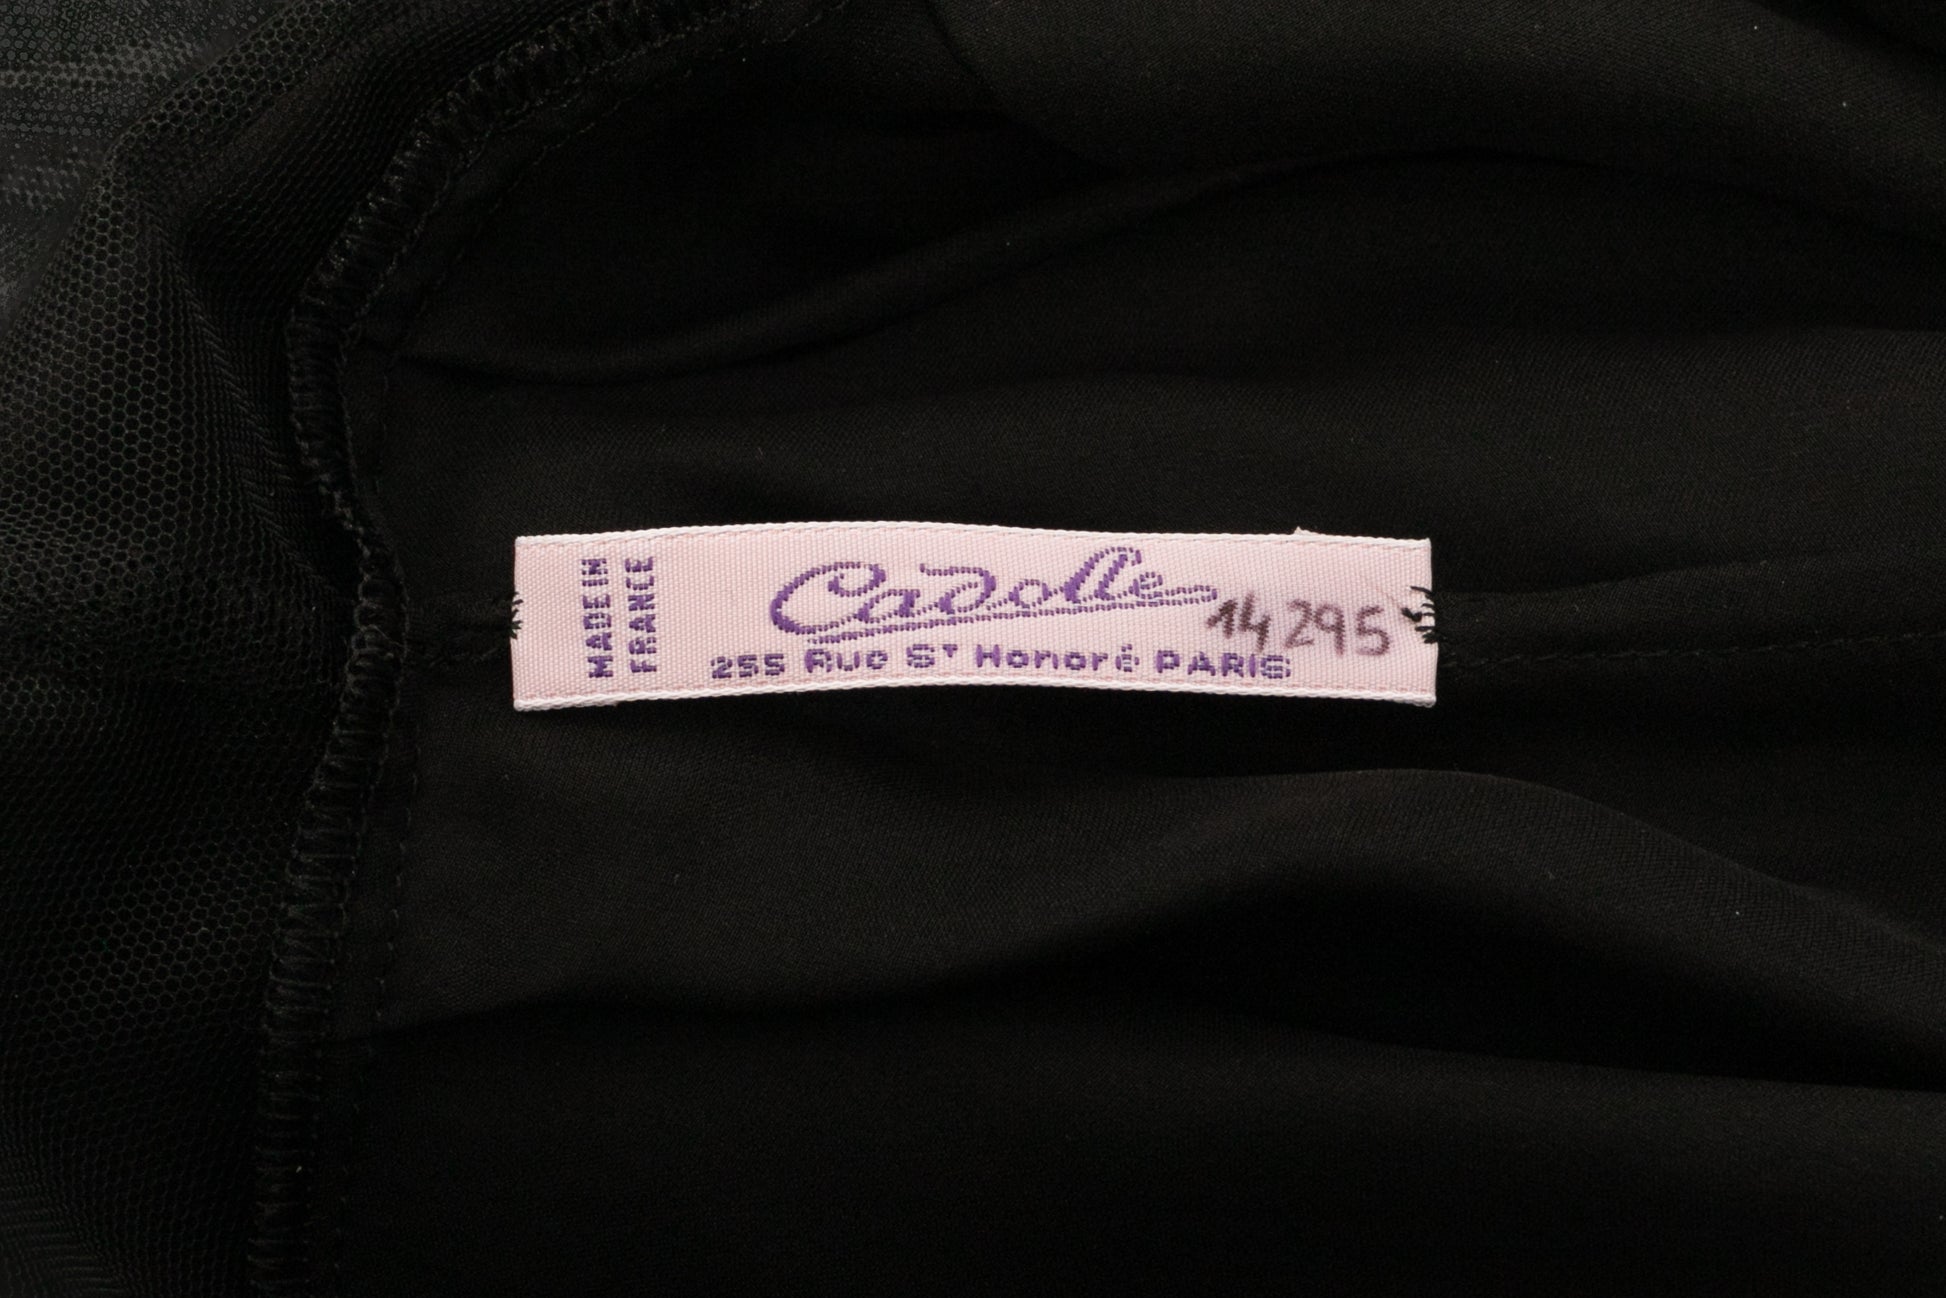 MADE IN
FRANCE
Cadolle
14295
255 Rue ST Honoré PARIS